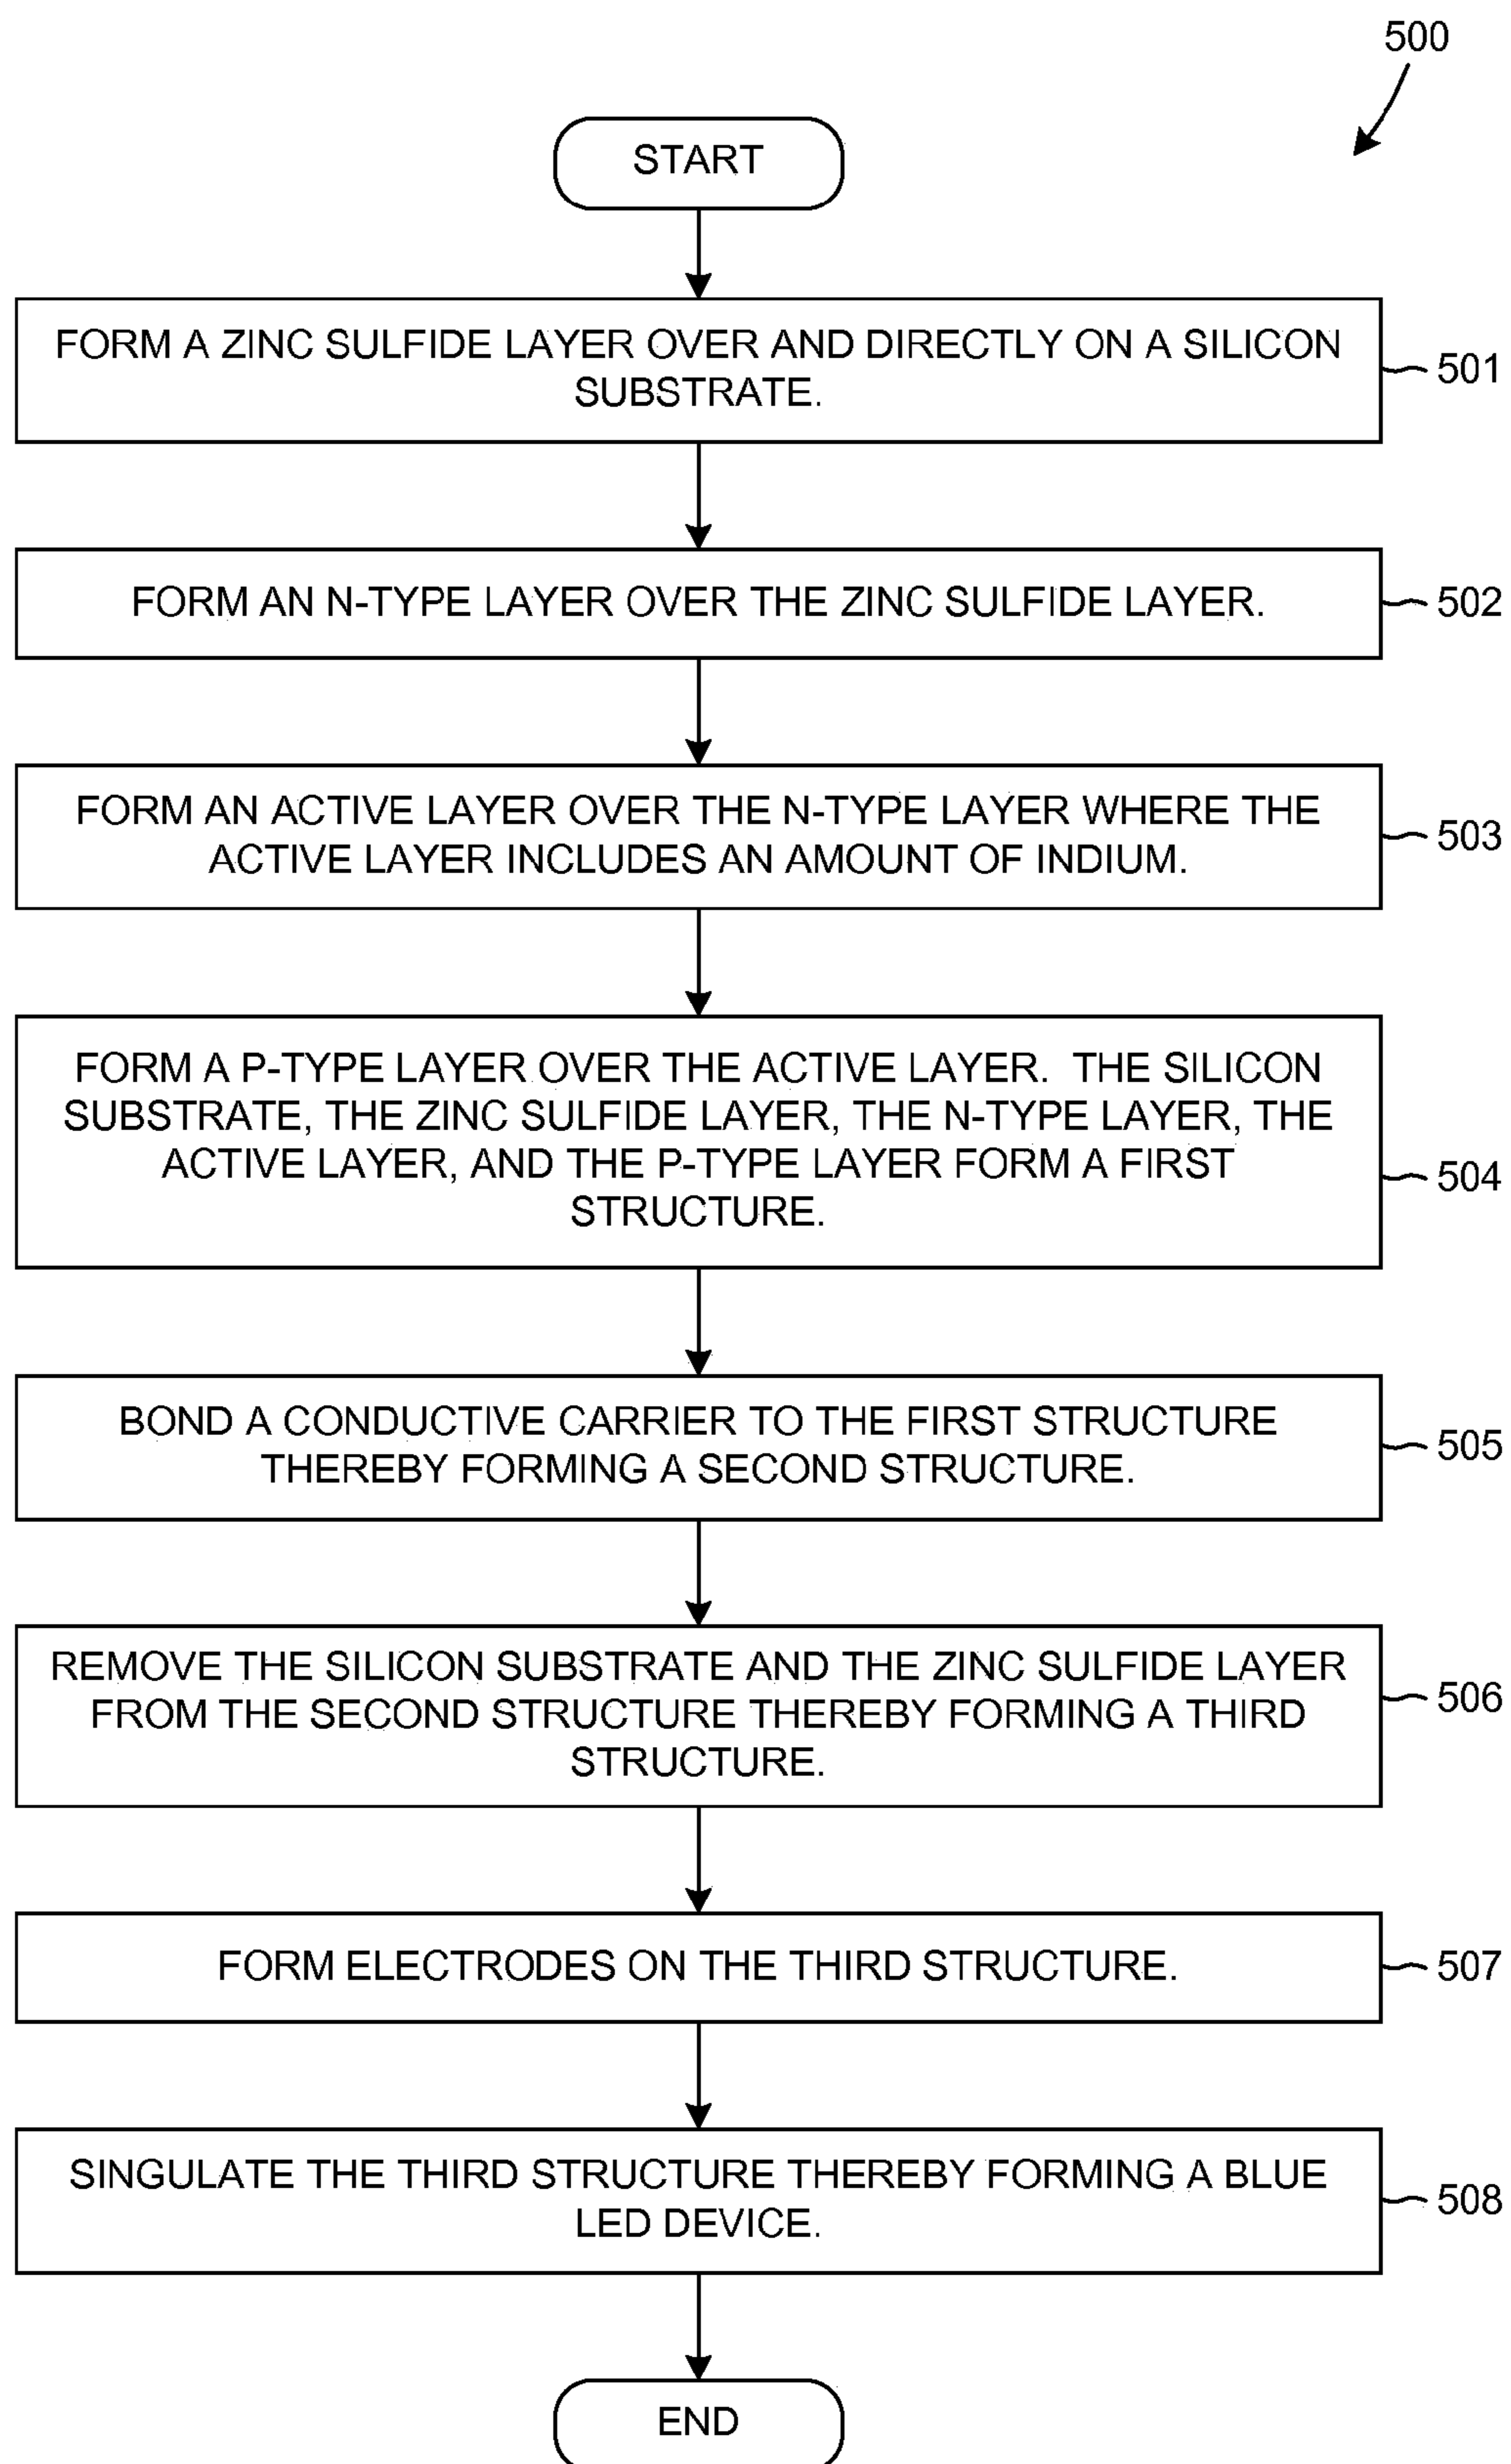 500
START
FORM A ZINC SULFIDE LAYER OVER AND DIRECTLY ON A SILICON
SUBSTRATE.
501
FORM AN N-TYPE LAYER OVER THE ZINC SULFIDE LAYER.
502
FORM AN ACTIVE LAYER OVER THE N-TYPE LAYER WHERE THE
ACTIVE LAYER INCLUDES AN AMOUNT OF INDIUM.
503
FORM A P-TYPE LAYER OVER THE ACTIVE LAYER. THE SILICON
SUBSTRATE, THE ZINC SULFIDE LAYER, THE N-TYPE LAYER, THE
ACTIVE LAYER, AND THE P-TYPE LAYER FORM A FIRST
STRUCTURE.
504
BOND A CONDUCTIVE CARRIER TO THE FIRST STRUCTURE
THEREBY FORMING A SECOND STRUCTURE.
505
REMOVE THE SILICON SUBSTRATE AND THE ZINC SULFIDE LAYER
FROM THE SECOND STRUCTURE THEREBY FORMING A THIRD
STRUCTURE.
506
FORM ELECTRODES ON THE THIRD STRUCTURE.
507
SINGULATE THE THIRD STRUCTURE THEREBY FORMING A BLUE
LED DEVICE.
508
END